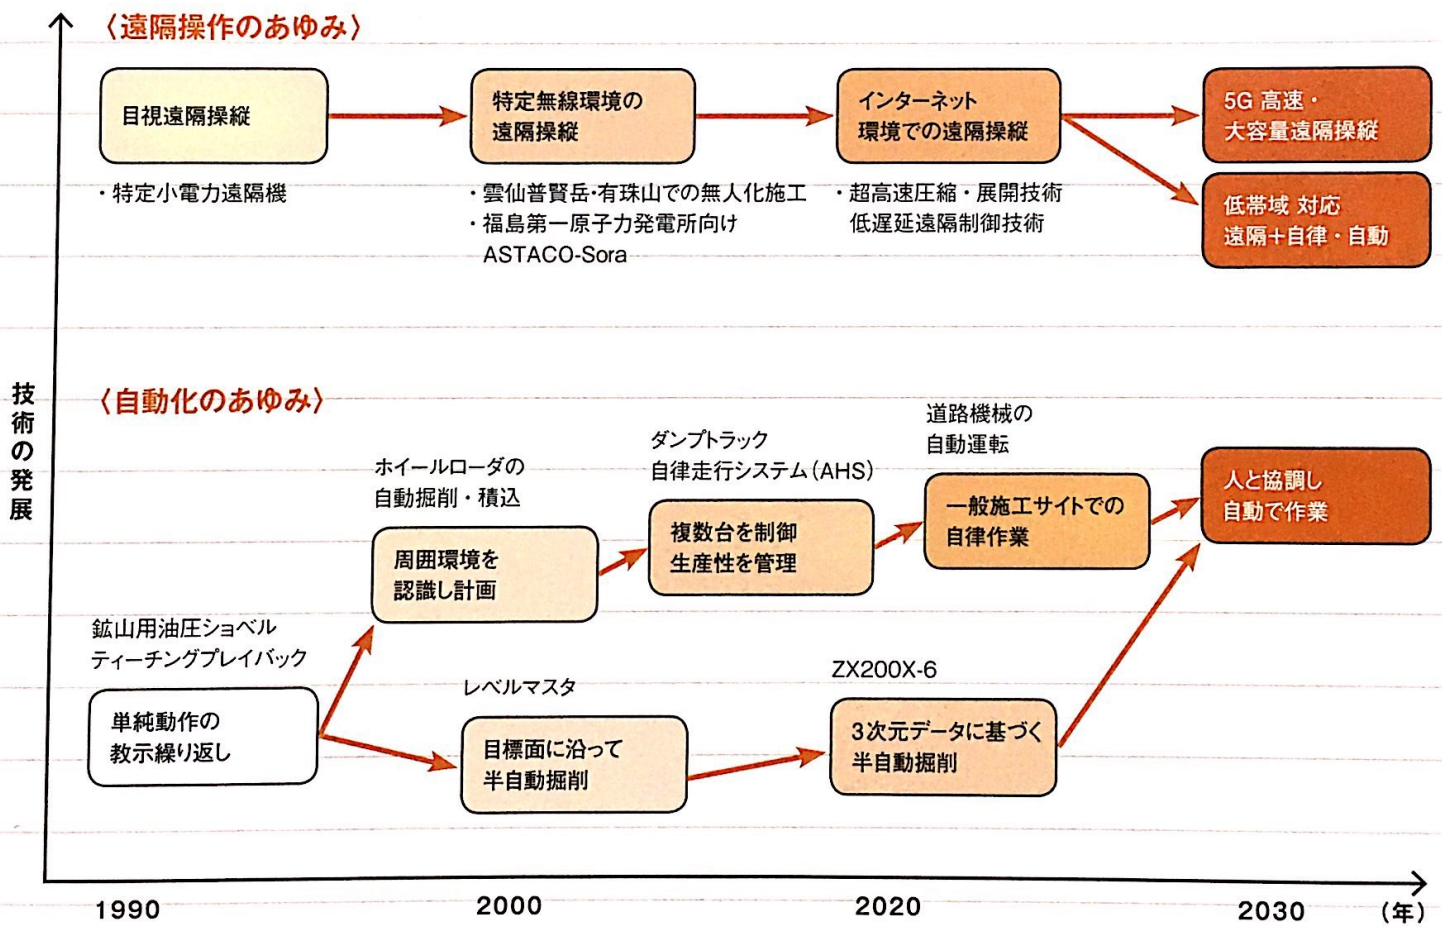 〈遠隔操作のあゆみ〉
目視遠隔操縦
・特定小電力遠隔機
特定無線環境の
遠隔操縦
・雲仙普賢岳・有珠山での無人化施工
・福島第一原子力発電所向け
ASTACO-Sora
インターネット
環境での遠隔操縦
・超高速圧縮・展開技術
低遅延遠隔制御技術
5G 高速・
大容量遠隔操縦
低帯域 対応
遠隔＋自律・自動
技術の発展
〈自動化のあゆみ〉
鉱山用油圧ショベル
ティーチングプレイバック
単純動作の
教示繰り返し
ホイールローダの
自動掘削・積込
周囲環境を
認識し計画
ダンプトラック
自律走行システム（AHS）
複数台を制御
生産性を管理
道路機械の
自動運転
一般施工サイトでの
自律作業
人と協調し
自動で作業
レベルマスタ
目標面に沿って
半自動掘削
ZX200X-6
3次元データに基づく
半自動掘削
1990
2000
2020
2030
（年）